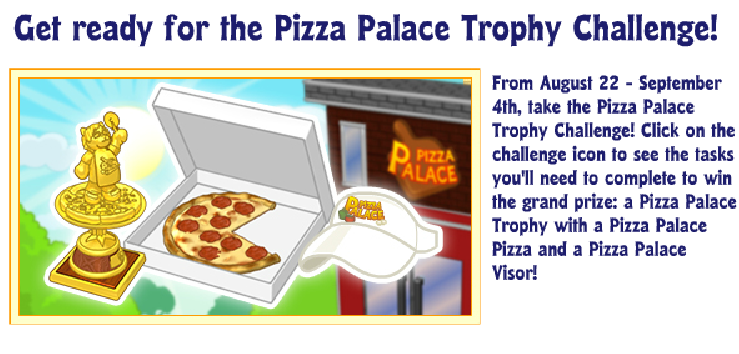 Get ready for the Pizza Palace Trophy Challenge!
From August 22 - September
4th, take the Pizza Palace
Trophy Challenge! Click on the
challenge icon to see the tasks
you'll need to complete to win
the grand prize: a Pizza Palace
Trophy with a Pizza Palace
Pizza and a Pizza Palace
Visor!
PIZZA
PALACE
PIZZA
PALACE